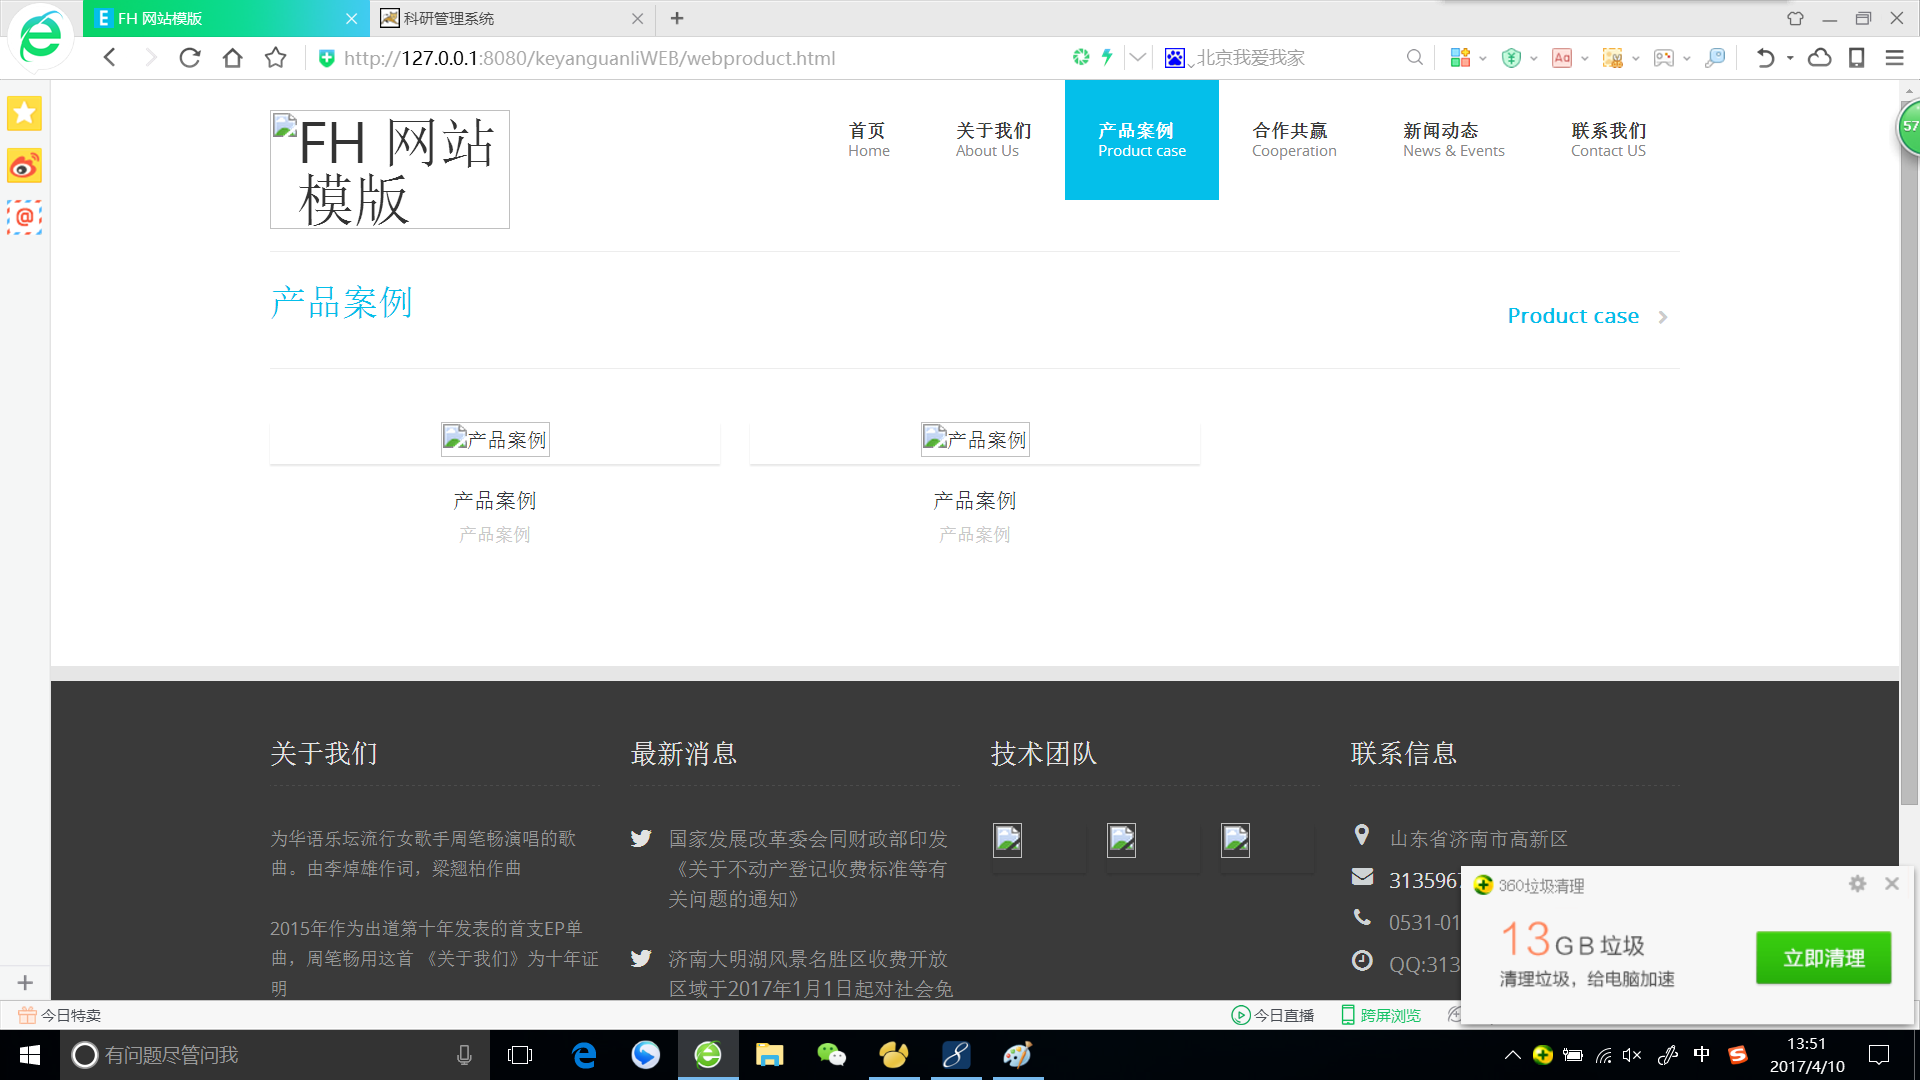 FH 网站模版
科研管理系统
http://127.0.0.1:8080/keyanguanliWEB/webproduct.html
北京我爱我家
57
FH 网站
模版
首页
Home
关于我们
About Us
产品案例
Product case
合作共赢
Cooperation
新闻动态
News & Events
联系我们
Contact US
产品案例
Product case
产品案例
产品案例
产品案例
产品案例
产品案例
产品案例
关于我们
最新消息
技术团队
联系信息
为华语乐坛流行女歌手周笔畅演唱的歌
曲。由李焯雄作词，梁翘柏作曲
2015年作为出道第十年发表的首支EP单
曲，周笔畅用这首 《关于我们》为十年证
明
国家发展改革委会同财政部印发
《关于不动产登记收费标准等有
关问题的通知》
济南大明湖风景名胜区收费开放
区域于2017年1月1日起对社会免
山东省济南市高新区
313596
0531-01
QQ:313
360垃圾清理
13GB垃圾
清理垃圾，给电脑加速
立即清理
今日特卖
今日直播
跨屏浏览
有问题尽管问我
中
13:51
2017/4/10